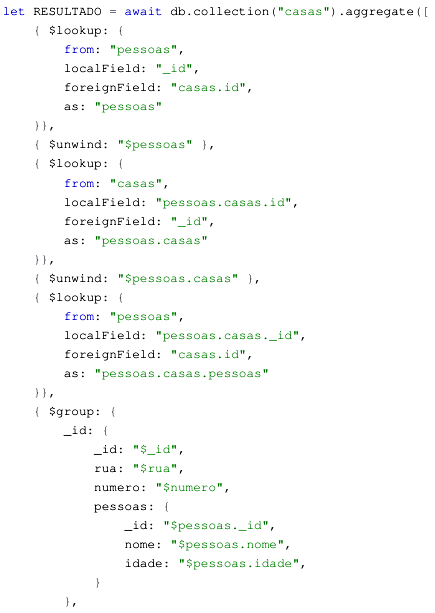 let RESULTADO = await db.collection("casas").aggregate([
    { $lookup: {
        from: "pessoas",
        localField: "_id",
        foreignField: "casas.id",
        as: "pessoas"
    }},
    { $unwind: "$pessoas" },
    { $lookup: {
        from: "casas",
        localField: "pessoas.casas.id",
        foreignField: "_id",
        as: "pessoas.casas"
    }},
    { $unwind: "$pessoas.casas" },
    { $lookup: {
        from: "pessoas",
        localField: "pessoas.casas._id",
        foreignField: "casas.id",
        as: "pessoas.casas.pessoas"
    }},
    { $group: {
        _id: {
            _id: "$_id",
            rua: "$rua",
            numero: "$numero",
            pessoas: {
                _id: "$pessoas._id",
                nome: "$pessoas.nome",
                idade: "$pessoas.idade",
            }
        },